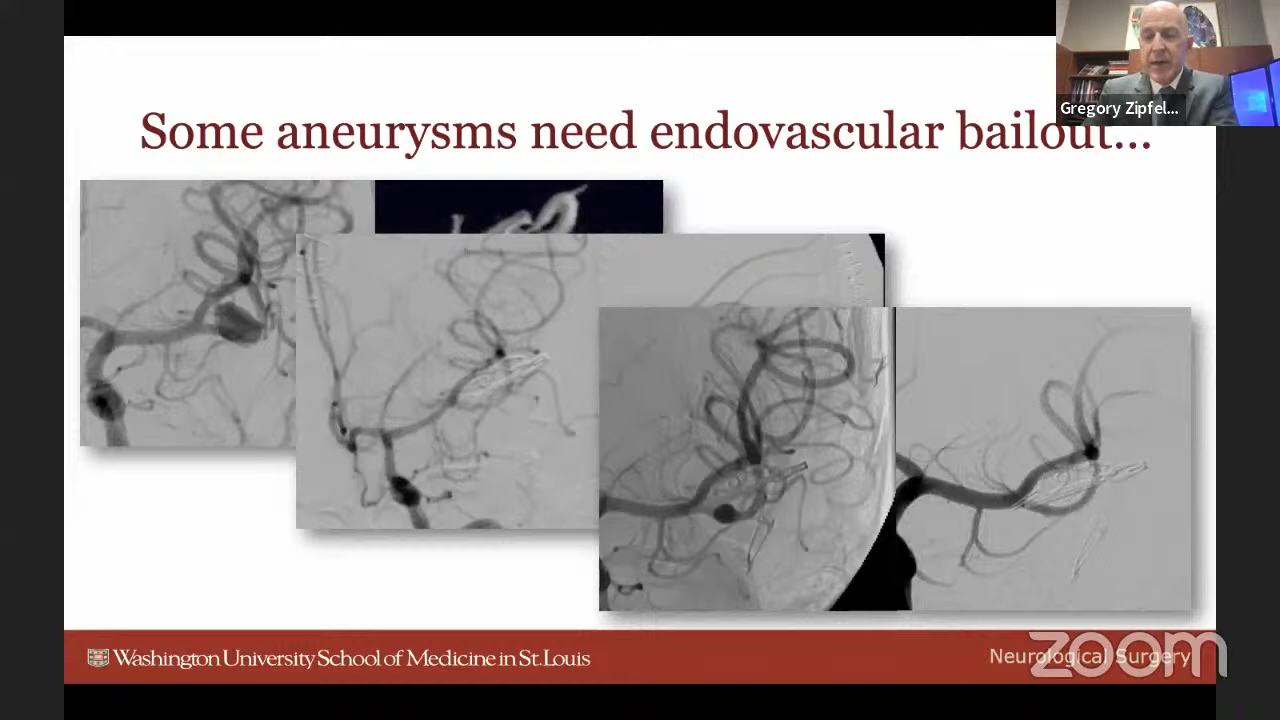 Some aneurysms need endovascular bailout...
Gregory Zipfel...
Washington University School of Medicine in St. Louis
Neurological Surgery
zoom